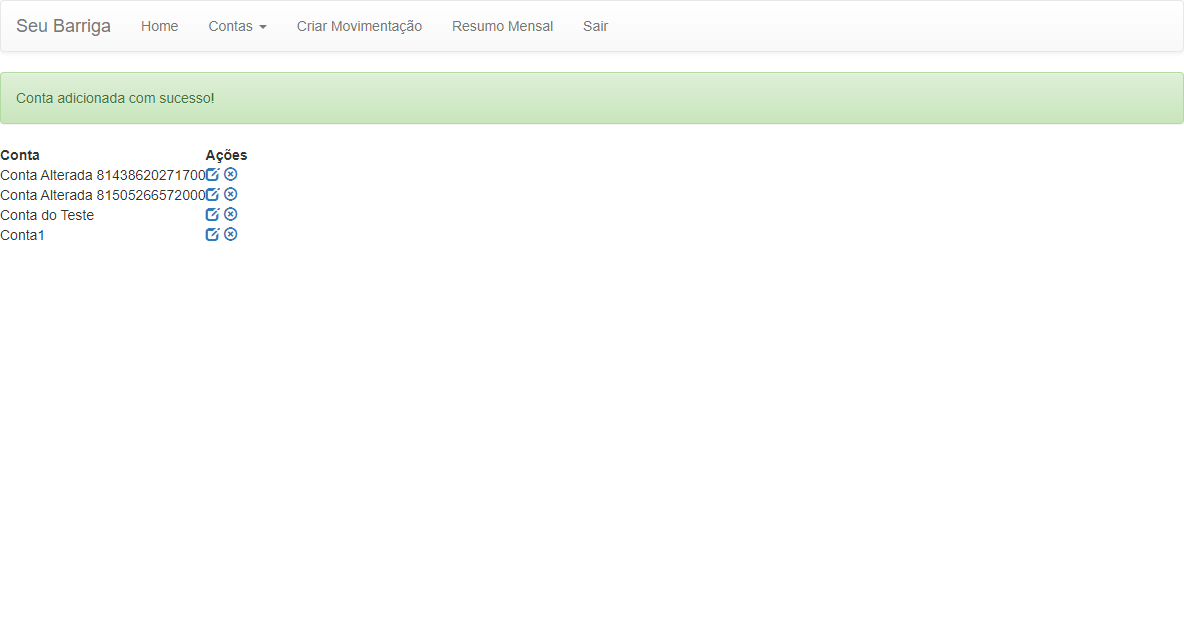 Seu Barriga Home Contas Criar Movimentação Resumo Mensal Sair
Conta adicionada com sucesso!
Conta Ações
Conta Alterada 81438620271700
Conta Alterada 81505266572000
Conta do Teste
Conta1